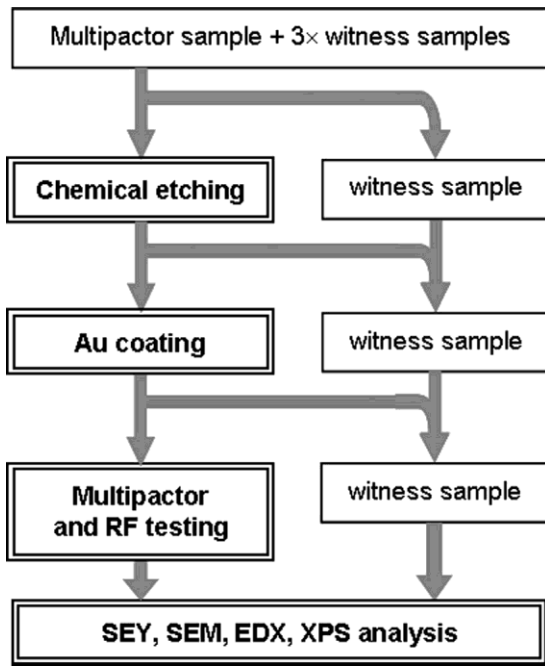 Multipactor sample + 3× witness samples
Chemical etching
witness sample
Au coating
witness sample
Multipactor
and RF testing
witness sample
SEY, SEM, EDX, XPS analysis